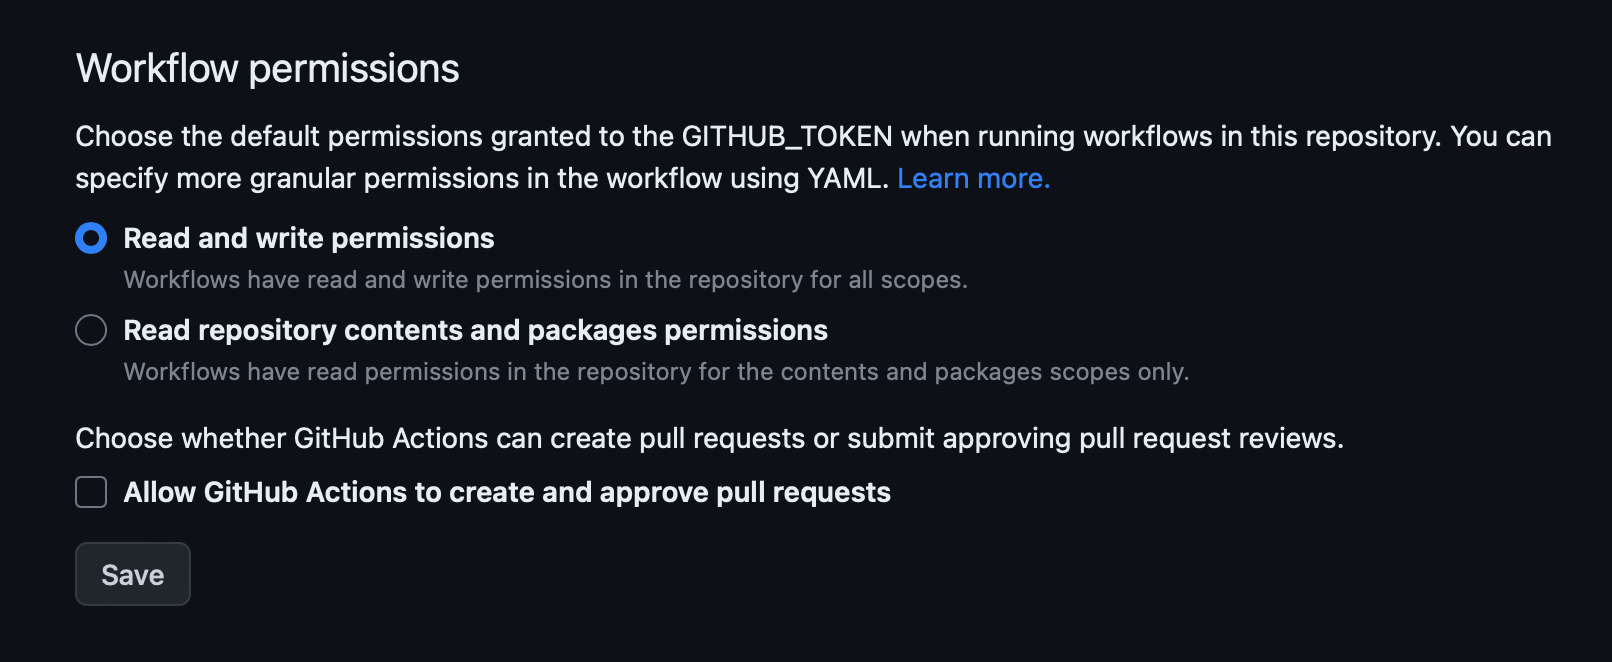 Workflow permissions
Choose the default permissions granted to the GITHUB_TOKEN when running workflows in this repository. You can
specify more granular permissions in the workflow using YAML. Learn more.
Read and write permissions
Workflows have read and write permissions in the repository for all scopes.
Read repository contents and packages permissions
Workflows have read permissions in the repository for the contents and packages scopes only.
Choose whether GitHub Actions can create pull requests or submit approving pull request reviews.
Allow GitHub Actions to create and approve pull requests
Save